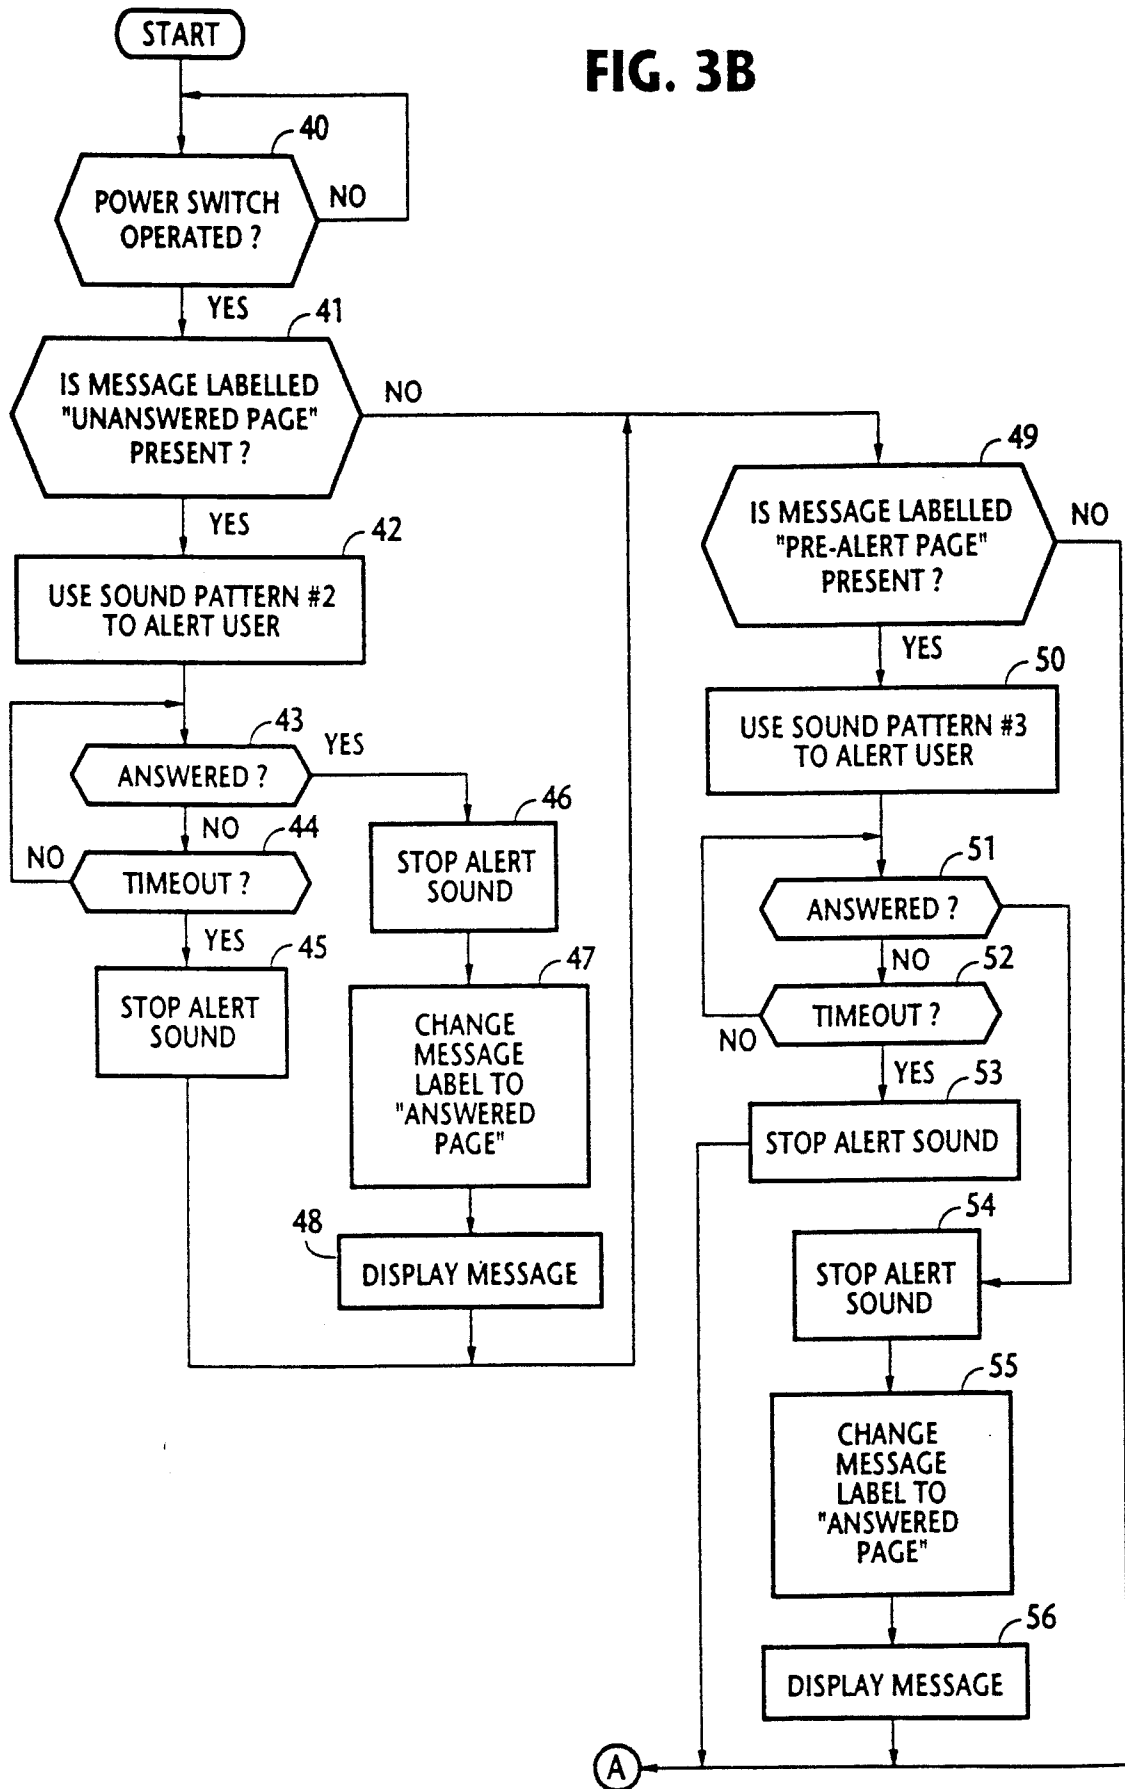 START
FIG. 3B
40
POWER SWITCH
OPERATED ?
NO
YES
41
IS MESSAGE LABELLED
"UNANSWERED PAGE"
PRESENT ?
NO
YES
42
USE SOUND PATTERN #2
TO ALERT USER
43
ANSWERED ?
YES
NO
44
TIMEOUT ?
NO
YES
45
STOP ALERT
SOUND
46
STOP ALERT
SOUND
47
CHANGE
MESSAGE
LABEL TO
"ANSWERED
PAGE"
48
DISPLAY MESSAGE
49
IS MESSAGE LABELLED
"PRE-ALERT PAGE"
PRESENT ?
NO
YES
50
USE SOUND PATTERN #3
TO ALERT USER
51
ANSWERED ?
NO
52
TIMEOUT ?
NO
YES
53
STOP ALERT SOUND
54
STOP ALERT
SOUND
55
CHANGE
MESSAGE
LABEL TO
"ANSWERED
PAGE"
56
DISPLAY MESSAGE
A